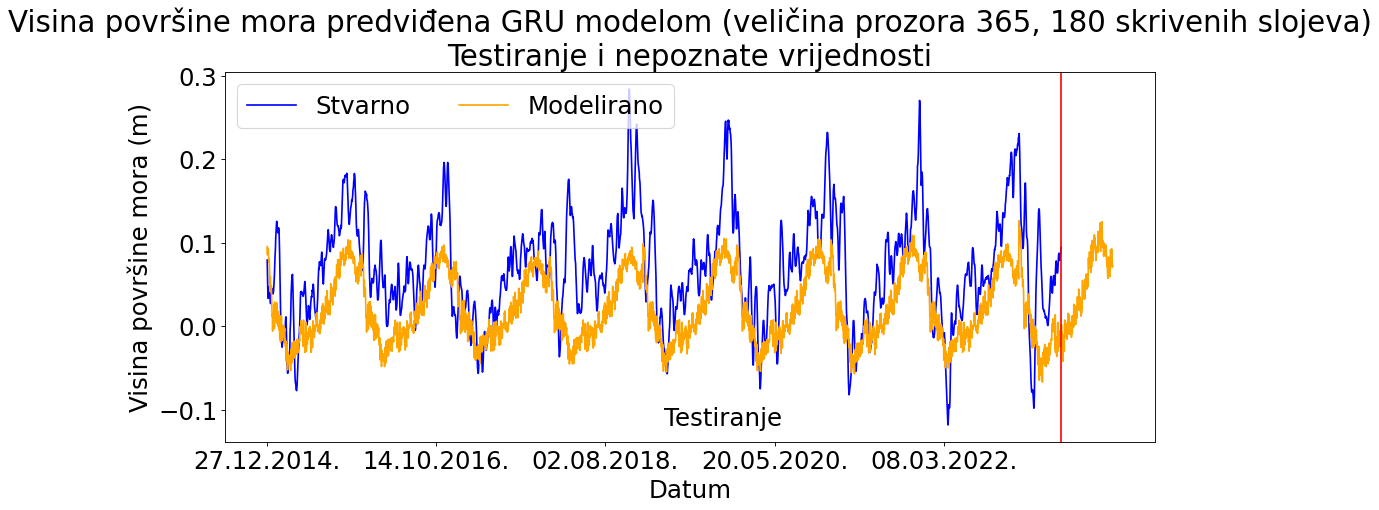 Visina površine mora predviđena GRU modelom (veličina prozora 365, 180 skrivenih slojeva)
Testiranje i nepoznate vrijednosti
Stvarno
Modelirano
Visina površine mora (m)
0.3
0.2
0.1
0.0
−0.1
Testiranje
27.12.2014.
14.10.2016.
02.08.2018.
20.05.2020.
08.03.2022.
Datum